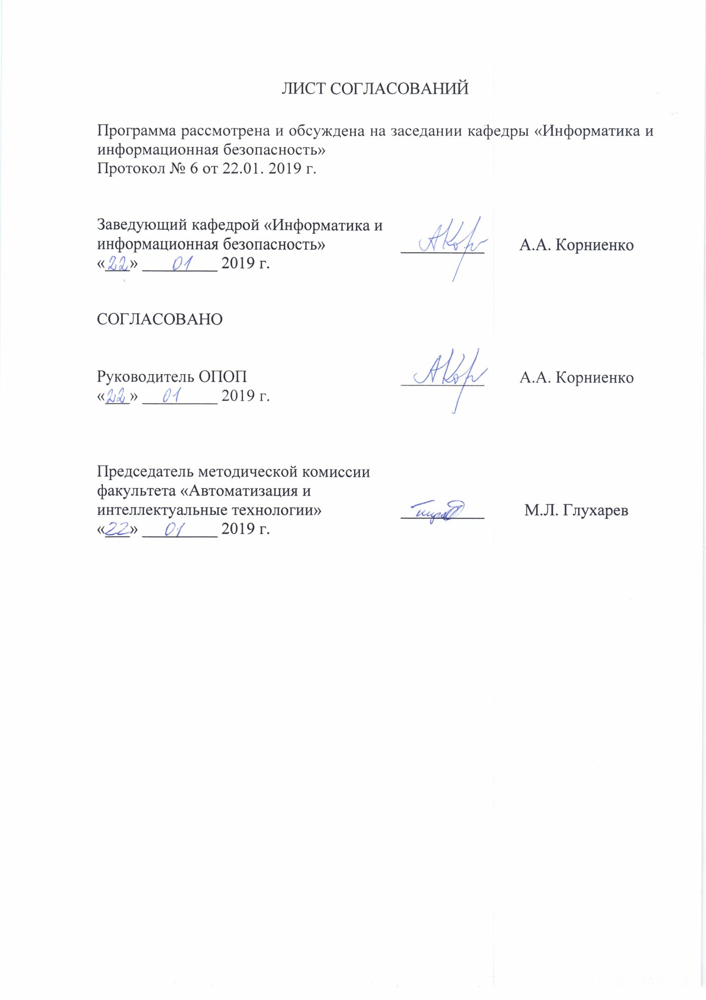 ЛИСТ СОГЛАСОВАНИЙ
Программа рассмотрена и обсуждена на заседании кафедры «Информатика и
информационная безопасность»
Протокол № 6 от 22.01. 2019 г.
Заведующий кафедрой «Информатика и
информационная безопасность» А.А. Корниенко
«22» 01 2019 г.
СОГЛАСОВАНО
Руководитель ОПОП А.А. Корниенко
«22» 01 2019 г.
Председатель методической комиссии
факультета «Автоматизация и
интеллектуальные технологии» М.Л. Глухарев
«22» 01 2019 г.